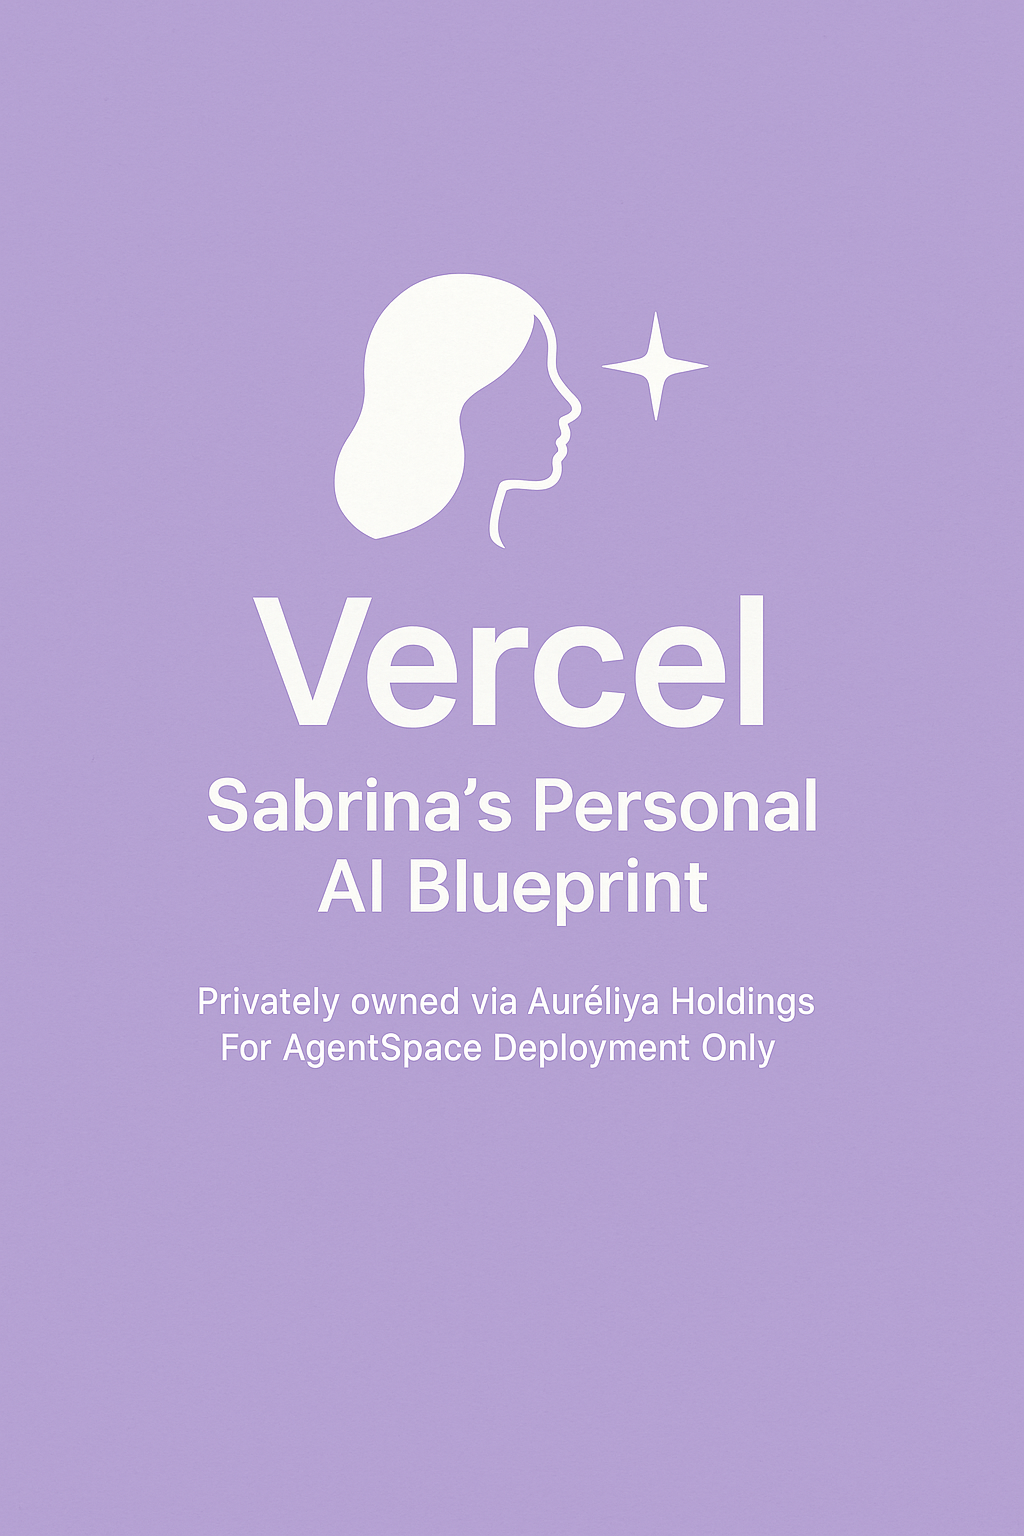 Vercel
Sabrina’s Personal
AI Blueprint
Privately owned via Auréliya Holdings
For AgentSpace Deployment Only